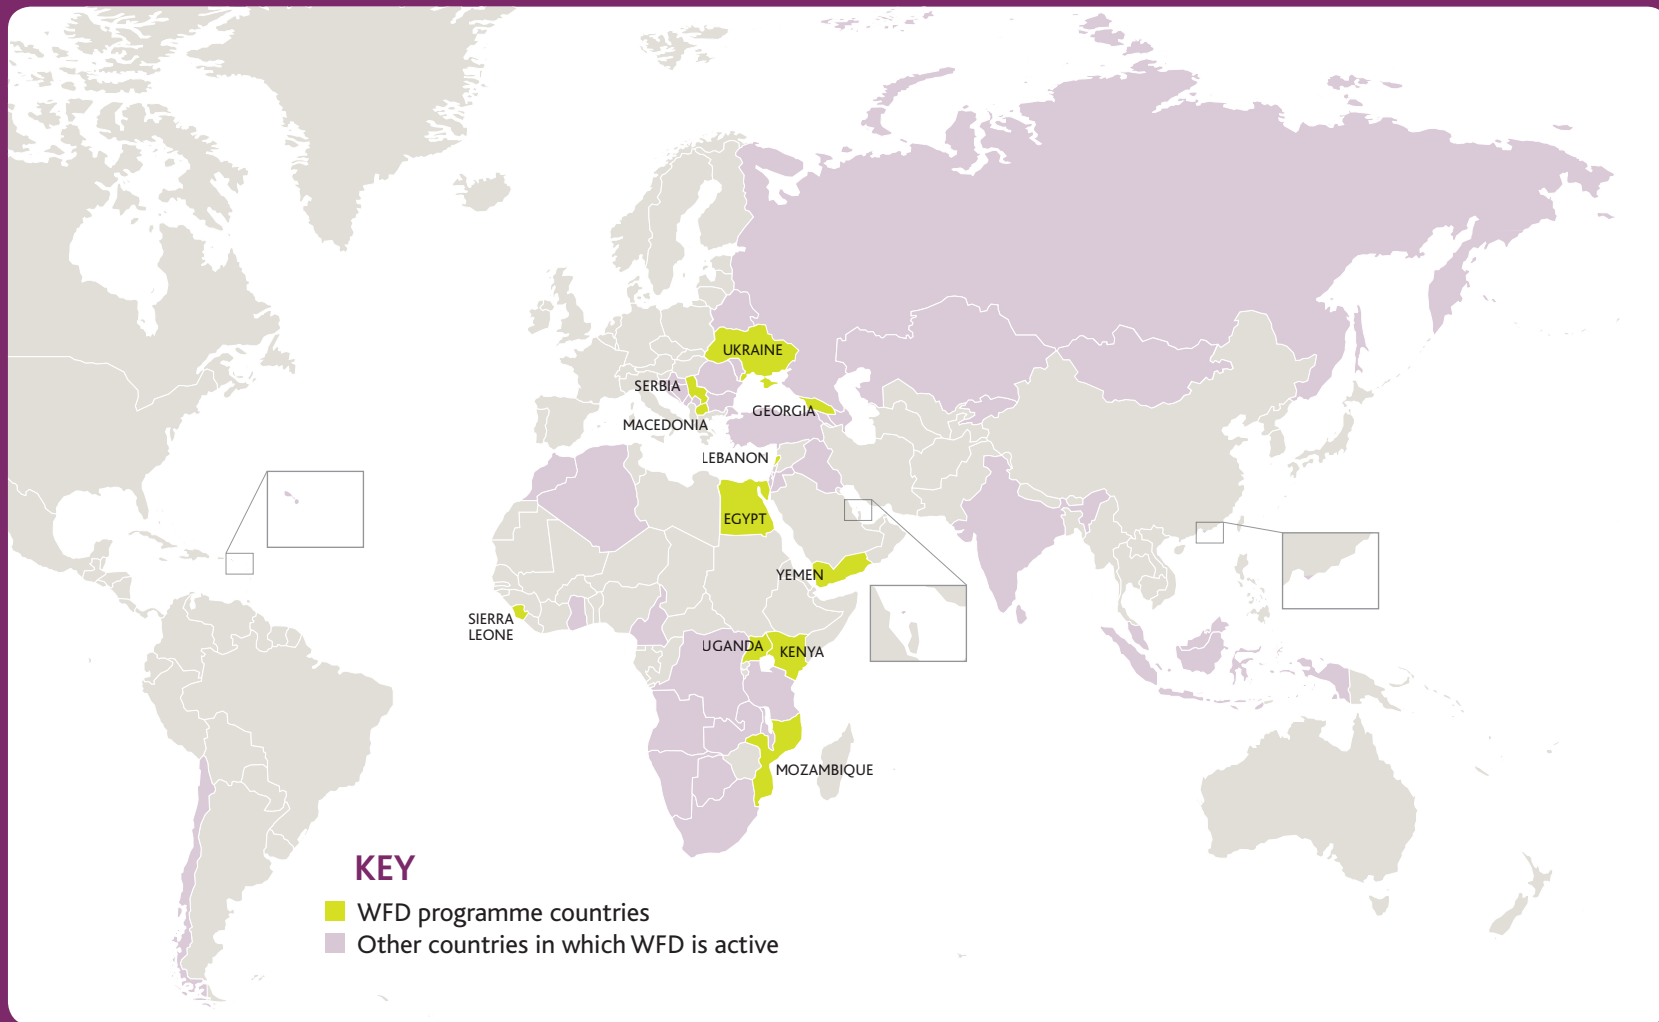 UKRAINE
SERBIA
GEORGIA
MACEDONIA
LEBANON
EGYPT
YEMEN
SIERRA
LEONE
UGANDA
KENYA
MOZAMBIQUE
KEY
WFD programme countries
Other countries in which WFD is active